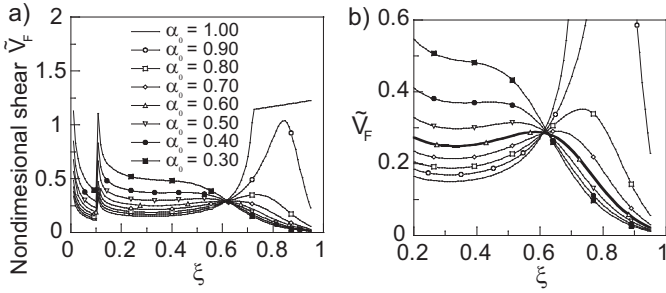 a)
Nondimensional shear ṼF
2
1.5
1
0.5
0
0 0.2 0.4 0.6 0.8 1
ξ
α₀ = 1.00
α₀ = 0.90
α₀ = 0.80
α₀ = 0.70
α₀ = 0.60
α₀ = 0.50
α₀ = 0.40
α₀ = 0.30
b)
ṼF
0.6
0.4
0.2
0
0.2 0.4 0.6 0.8 1
ξ